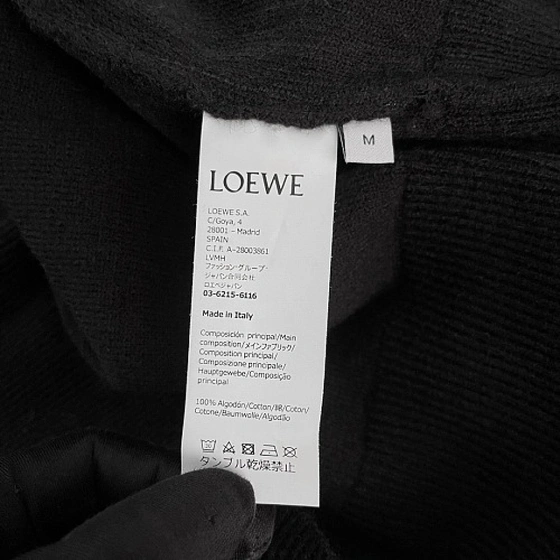 LOEWE
M
LOEWE S.A.
C/Goya, 4
28001 - Madrid
SPAIN
C.I.F. A-28003861
LVMH
ファッション・グループ・
ジャパン合同会社
ロエベジャパン
03-6215-6116
Made in Italy
Composición principal/Main
composition/メインファブリック/
Composition principal/
Composizione principale/
Hauptgewebe/Composição
principal
100% Algodón/Cotton/綿/Coton/
Cotone/Baumwolle/Algodão
タンブル乾燥禁止